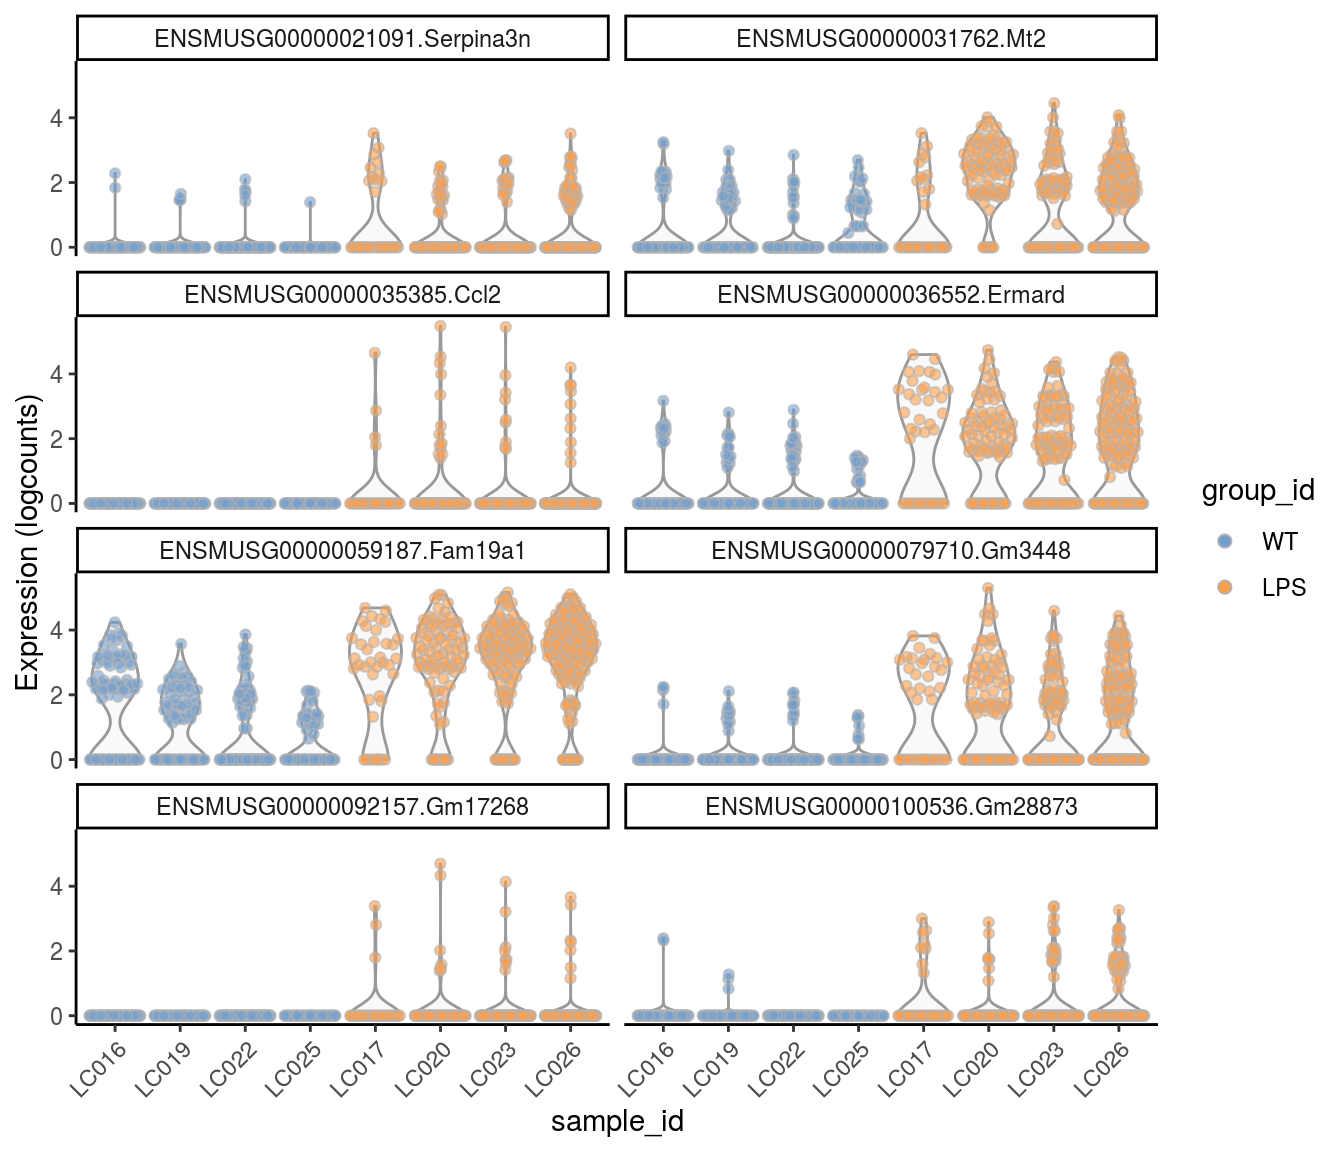 ENSMUSG00000021091.Serpina3n
ENSMUSG00000031762.Mt2
4
2
0
ENSMUSG00000035385.Ccl2
ENSMUSG00000036552.Ermard
4
2
0
ENSMUSG00000059187.Fam19a1
ENSMUSG00000079710.Gm3448
4
2
0
ENSMUSG00000092157.Gm17268
ENSMUSG00000100536.Gm28873
4
2
0
LC016
LC019
LC022
LC025
LC017
LC020
LC023
LC026
LC016
LC019
LC022
LC025
LC017
LC020
LC023
LC026
sample_id
Expression (logcounts)
group_id
WT
LPS